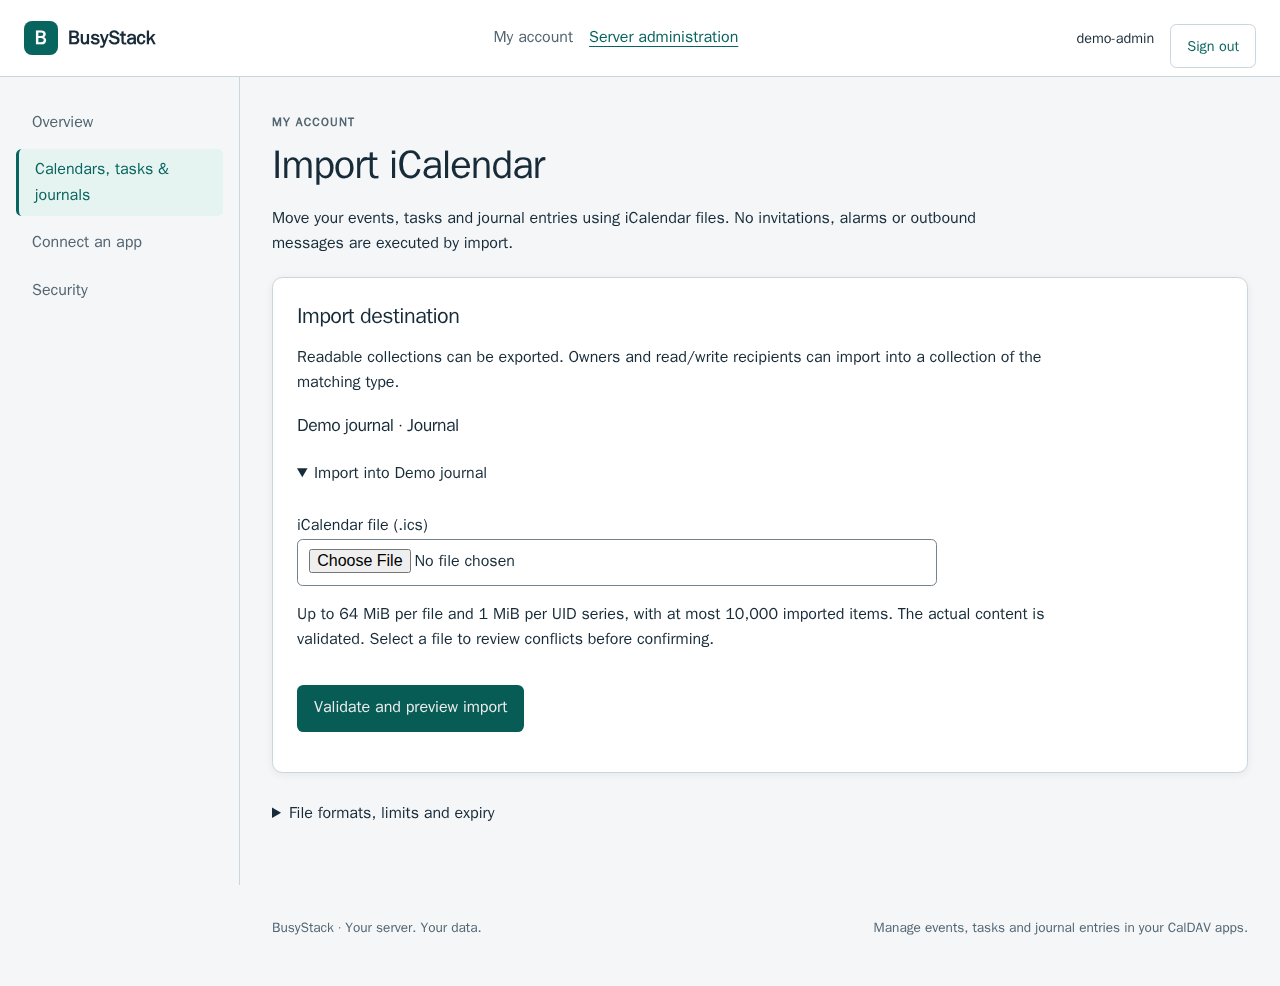 B BusyStack
My account Server administration
demo-admin Sign out
Overview
Calendars, tasks &
journals
Connect an app
Security
MY ACCOUNT
Import iCalendar
Move your events, tasks and journal entries using iCalendar files. No invitations, alarms or outbound
messages are executed by import.
Import destination
Readable collections can be exported. Owners and read/write recipients can import into a collection of the
matching type.
Demo journal · Journal
▼ Import into Demo journal
iCalendar file (.ics)
Choose File No file chosen
Up to 64 MiB per file and 1 MiB per UID series, with at most 10,000 imported items. The actual content is
validated. Select a file to review conflicts before confirming.
Validate and preview import
▶ File formats, limits and expiry
BusyStack · Your server. Your data.
Manage events, tasks and journal entries in your CalDAV apps.